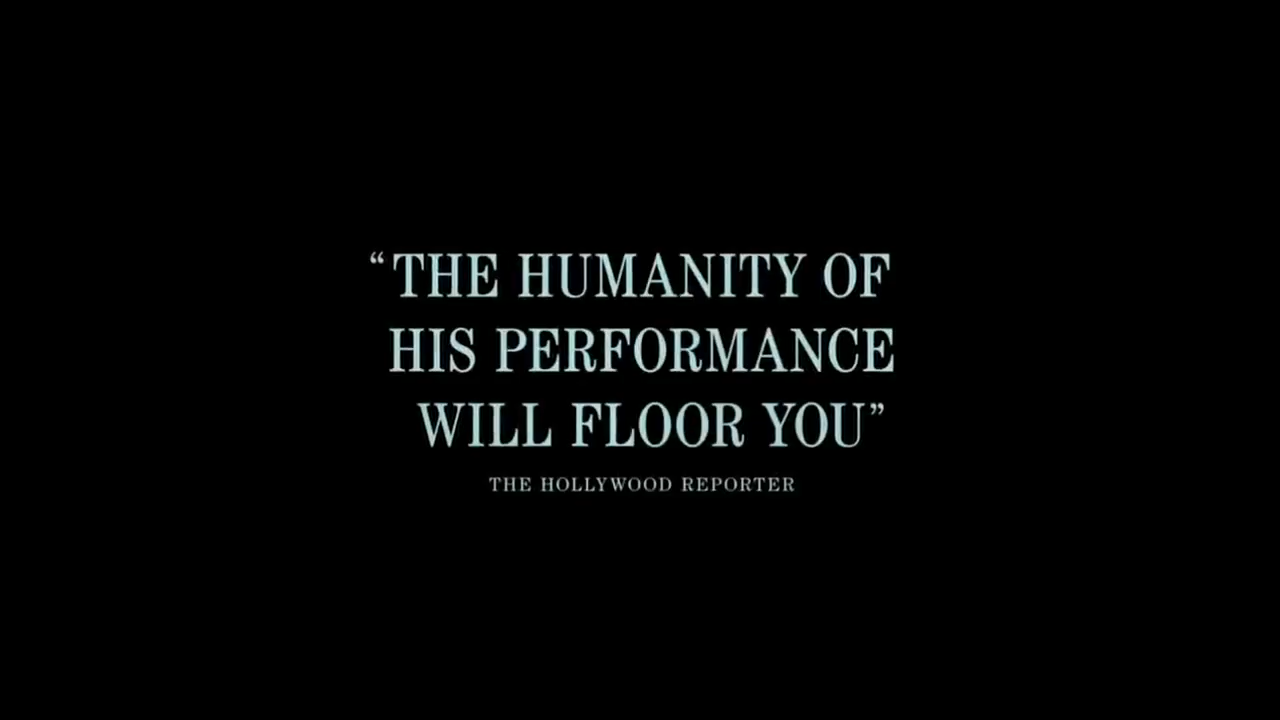 “THE HUMANITY OF
HIS PERFORMANCE
WILL FLOOR YOU”
THE HOLLYWOOD REPORTER